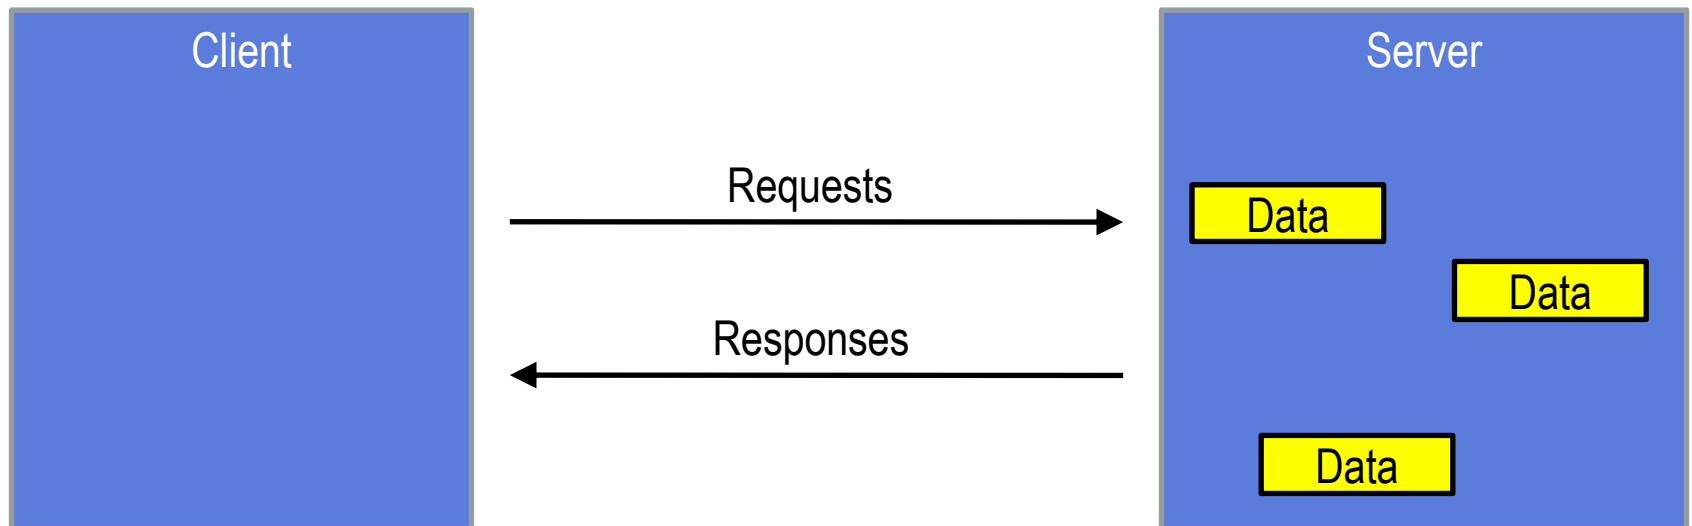 Client
Server
Requests
Data
Data
Responses
Data